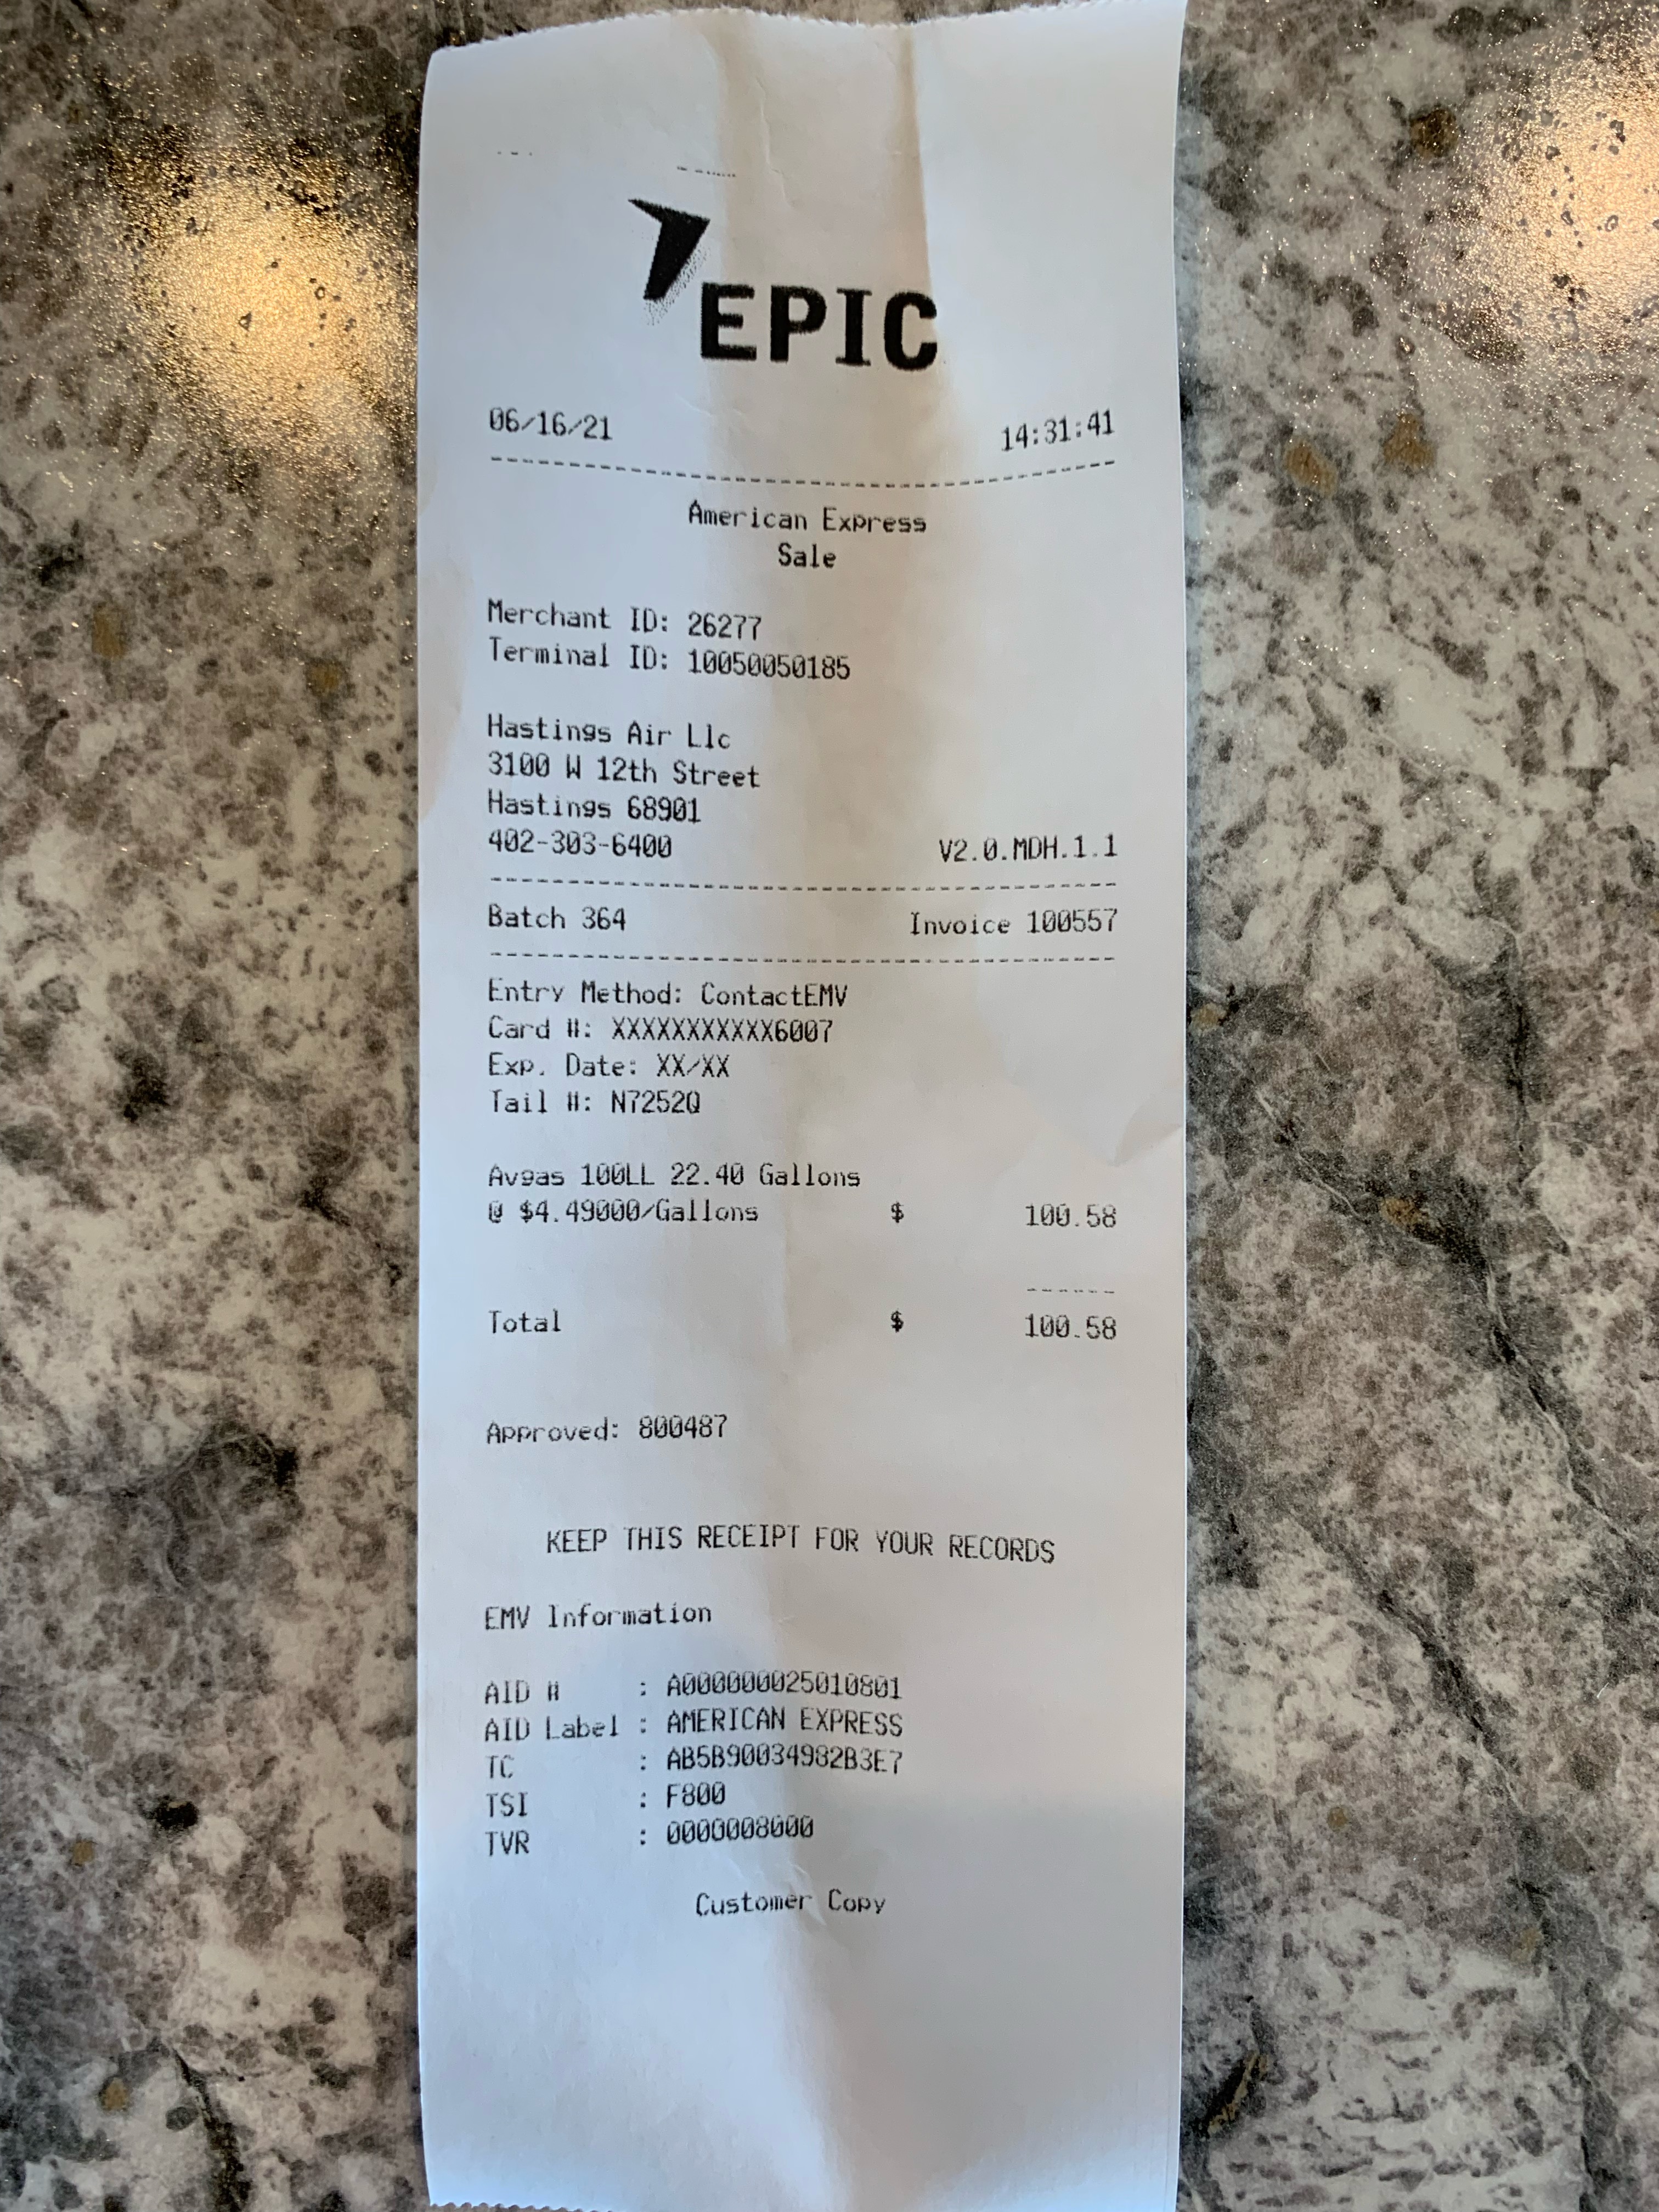 EPIC
06/16/21 14:31:41
American Express
Sale
Merchant ID: 26277
Terminal ID: 10050050185
Hastings Air Llc
3100 W 12th Street
Hastings 68901
402-303-6400 V2.0.MDH.1.1
Batch 364 Invoice 100557
Entry Method: ContactEMV
Card #: XXXXXXXXXXX6007
Exp. Date: XX/XX
Tail #: N7252Q
Avgas 100LL 22.40 Gallons
@ $4.49000/Gallons $ 100.58
Total $ 100.58
Approved: 800487
KEEP THIS RECEIPT FOR YOUR RECORDS
EMV Information
AID # : A000000025010801
AID Label : AMERICAN EXPRESS
TC : AB5B90034982B3E7
TSI : F800
TVR : 0000008000
Customer Copy